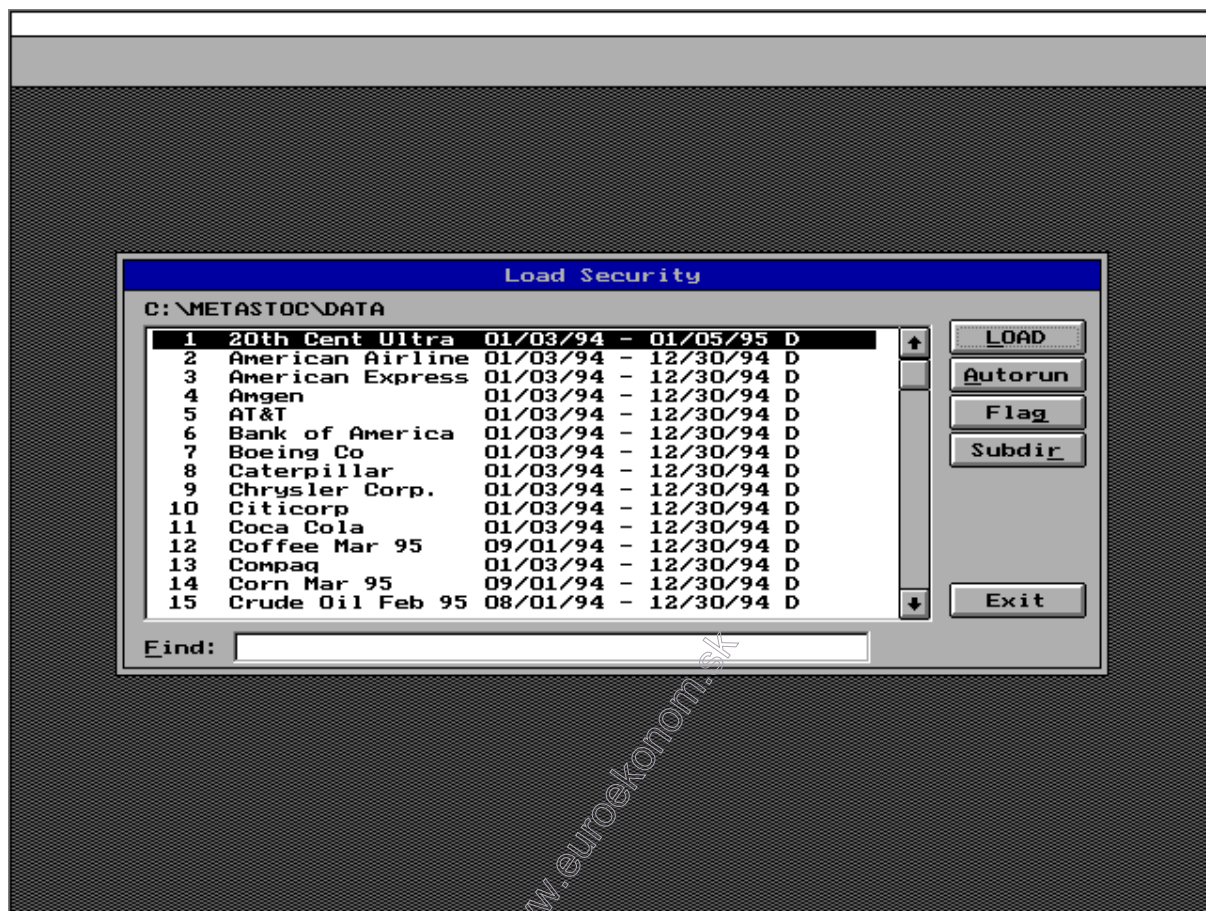 Load Security
C:\METASTOC\DATA
1 20th Cent Ultra 01/03/94 - 01/05/95 D
2 American Airline 01/03/94 - 12/30/94 D
3 American Express 01/03/94 - 12/30/94 D
4 Amgen 01/03/94 - 12/30/94 D
5 AT&T 01/03/94 - 12/30/94 D
6 Bank of America 01/03/94 - 12/30/94 D
7 Boeing Co 01/03/94 - 12/30/94 D
8 Caterpillar 01/03/94 - 12/30/94 D
9 Chrysler Corp. 01/03/94 - 12/30/94 D
10 Citicorp 01/03/94 - 12/30/94 D
11 Coca Cola 01/03/94 - 12/30/94 D
12 Coffee Mar 95 09/01/94 - 12/30/94 D
13 Compaq 01/03/94 - 12/30/94 D
14 Corn Mar 95 09/01/94 - 12/30/94 D
15 Crude Oil Feb 95 08/01/94 - 12/30/94 D
LOAD
Autorun
Flag
Subdir
Exit
Find:
w.euroekonom.sk